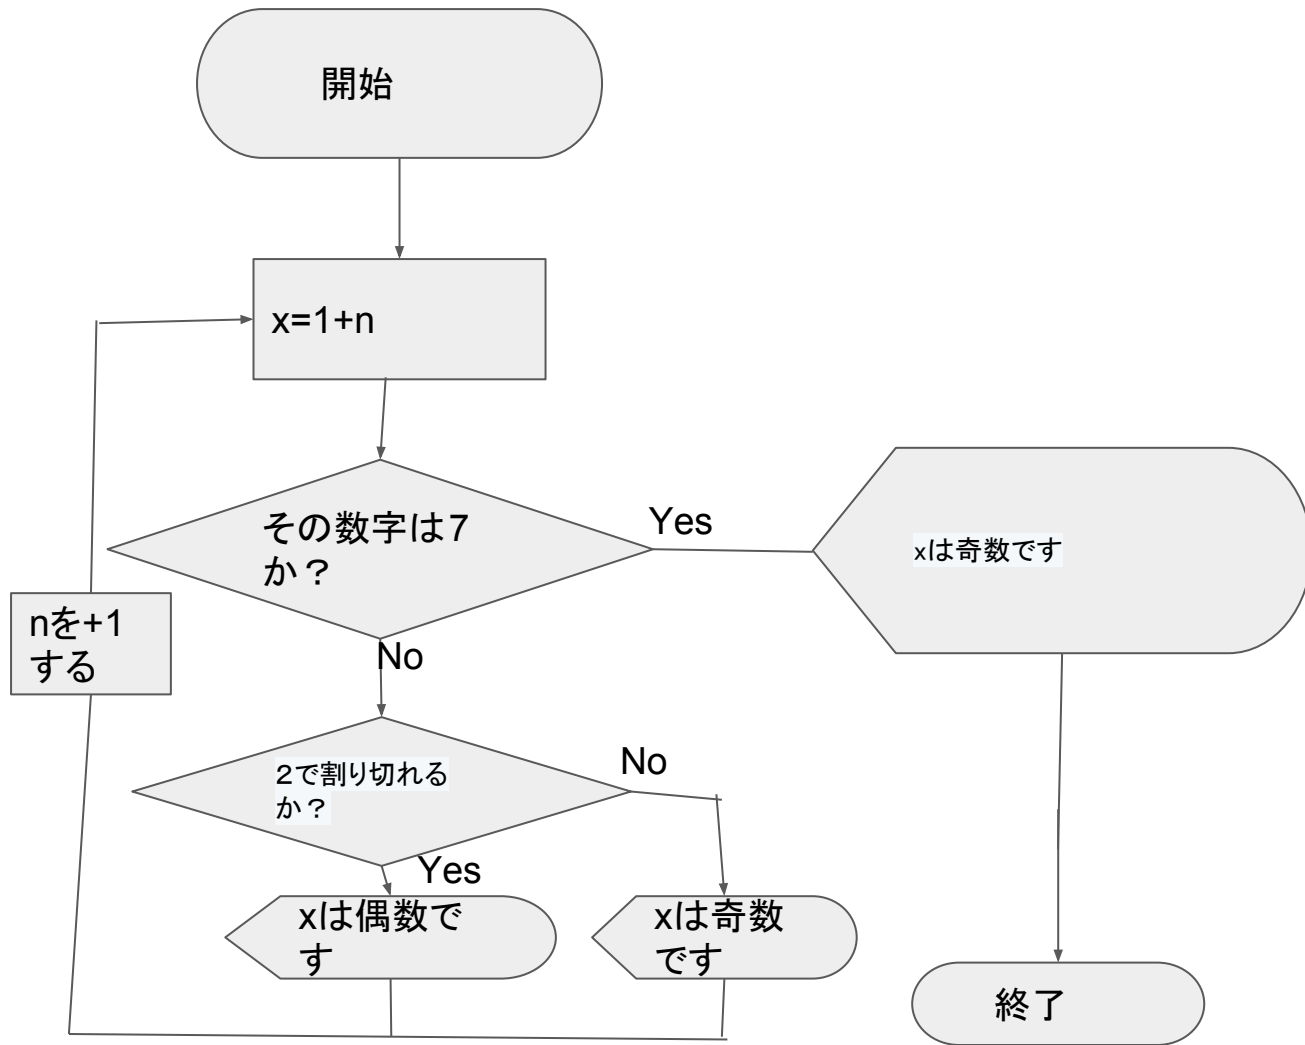 開始
x=1+n
その数字は7
か？
Yes
xは奇数です
nを+1
する
No
２で割り切れる
か？
No
Yes
xは偶数で
す
xは奇数
です
終了